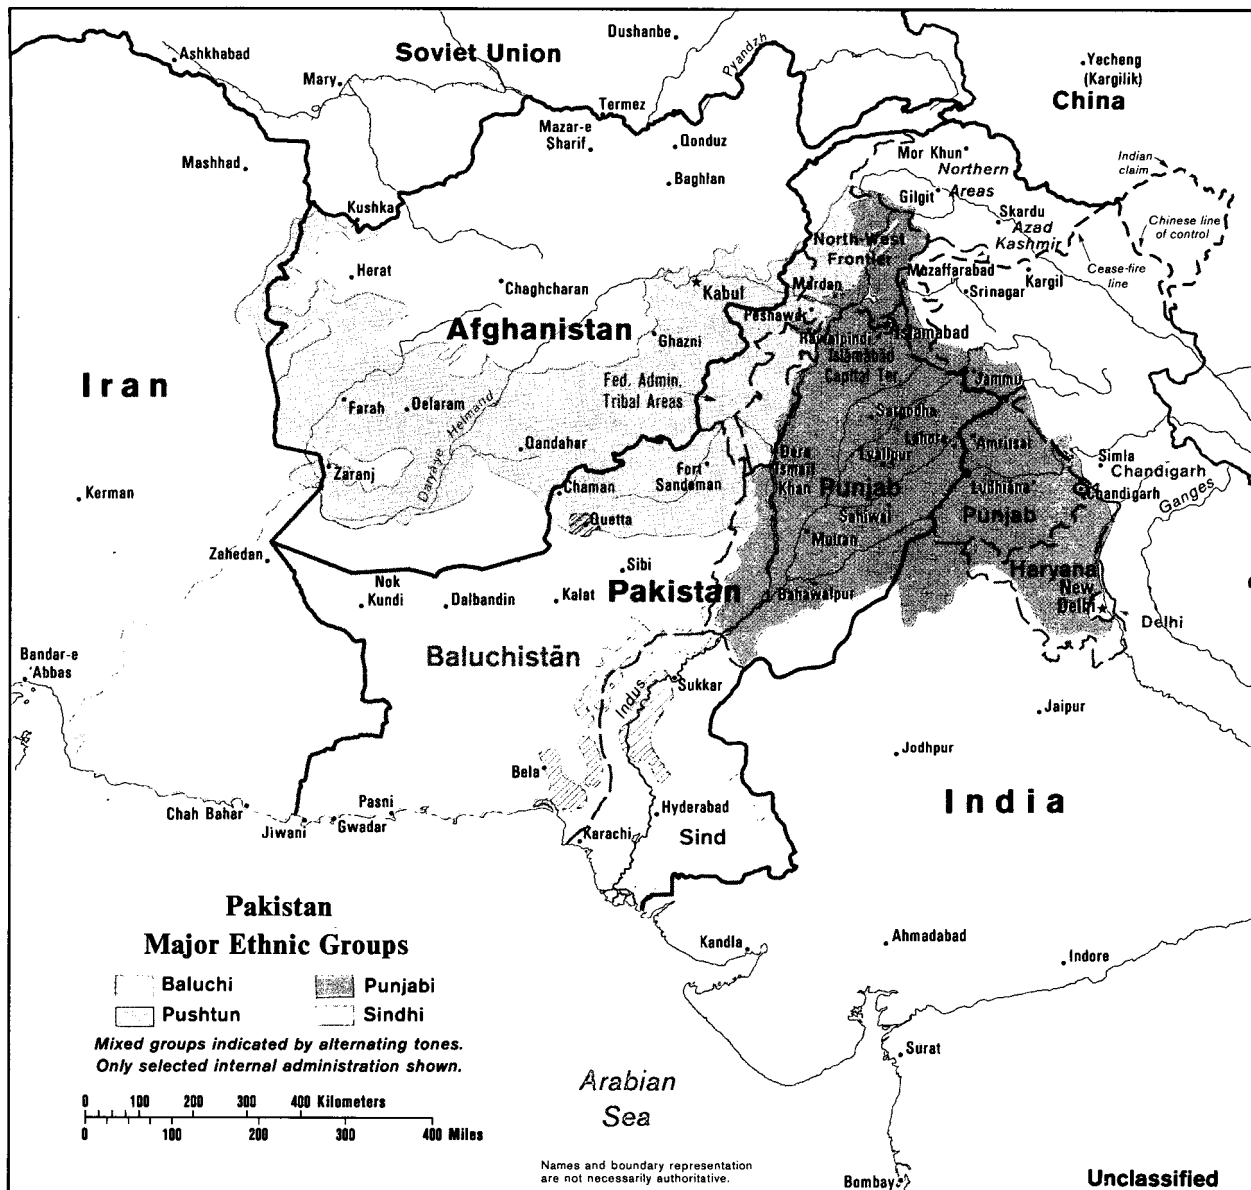 Soviet Union
Dushanbe
Pyandzh
Ashkhabad
Mary
Termez
Mazar-e
Sharif
Qonduz
Baghlan
Mashhad
Kushka
Yecheng
(Kargilik)
China
Mor Khun
Northern
Areas
Gilgit
Skardu
Azad
Kashmir
Indian
claim
Chinese line
of control
Cease-fire
line
North-West
Frontier
Mozaffarabad
Kargil
Srinagar
Mardan
Peshawar
Rawalpindi
Islāmābad
Islāmābad
Capital Ter.
Herat
Chaghcharan
Kabul
Afghanistan
Ghazni
Iran
Fed. Admin.
Tribal Areas
Jammu
Farah
Delaram
Helmand
Daryā-ye
Qandahar
Zaranj
Sargodha
Lahore
Amritsar
Lyallpur
Dera
Ismail
Khan
Punjab
Sahiwal
Multan
Ludhiāna
Punjab
Simla
Chandigarh
Chandigarh
Ganges
Kerman
Fort
Sandeman
Chaman
Quetta
Zahedan
Sibi
Nok
Kundi
Dalbandin
Kalat
Pakistan
Bahawalpur
Haryana
New
Delhi
Delhi
Baluchistān
Bandar-e
'Abbas
Indus
Sukkar
Jaipur
Jodhpur
Bela
India
Chah Bahar
Pasni
Jiwani
Gwadar
Hyderabad
Karachi
Sind
Kandla
Ahmadabad
Indore
Surat
Bombay
Arabian
Sea
Pakistan
Major Ethnic Groups
Baluchi
Punjabi
Pushtun
Sindhi
Mixed groups indicated by alternating tones.
Only selected internal administration shown.
0 100 200 300 400 Kilometers
0 100 200 300 400 Miles
Names and boundary representation
are not necessarily authoritative.
Unclassified